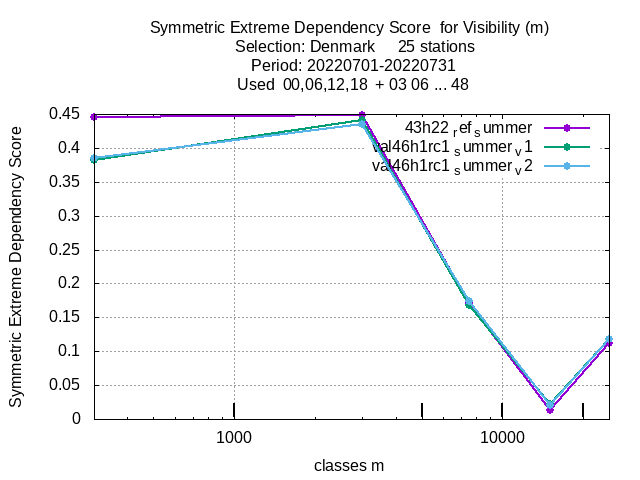 Symmetric Extreme Dependency Score  for Visibility (m)
Selection: Denmark     25 stations
Period: 20220701-20220731
Used  00,06,12,18  + 03 06 ... 48
Symmetric Extreme Dependency Score
0.45
0.4
0.35
0.3
0.25
0.2
0.15
0.1
0.05
0
43h22 ref summer
val46h1rc1 summer v1
val46h1rc1 summer v2
1000
10000
classes m